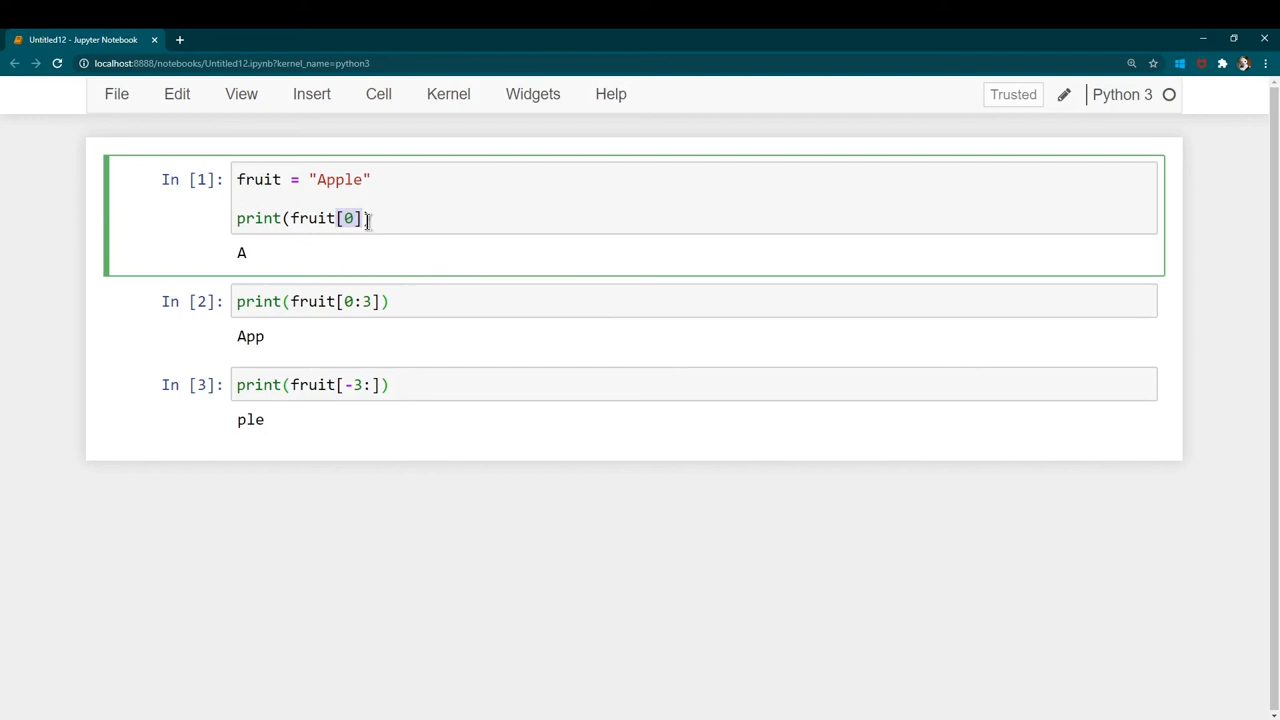 Untitled12 - Jupyter Notebook
localhost:8888/notebooks/Untitled12.ipynb?kernel_name=python3
File Edit View Insert Cell Kernel Widgets Help Trusted Python 3
In [1]: fruit = "Apple"
print(fruit[0])
A
In [2]: print(fruit[0:3])
App
In [3]: print(fruit[-3:])
ple